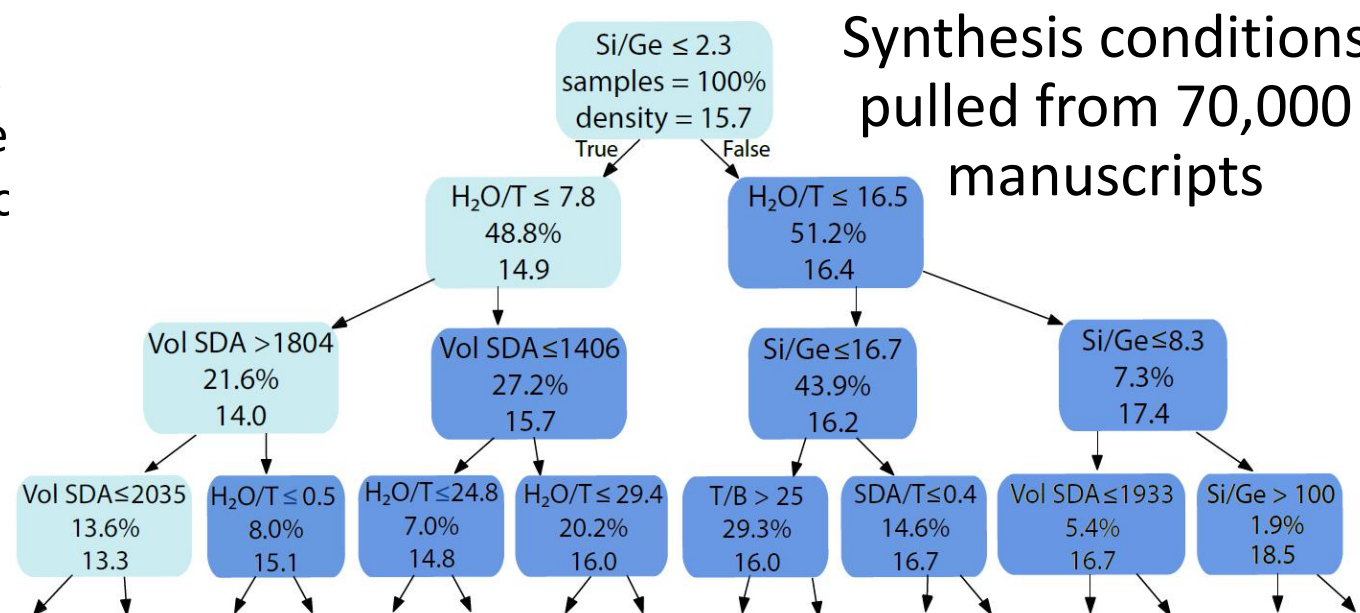 Synthesis conditions
pulled from 70,000
manuscripts
Si/Ge ≤ 2.3
samples = 100%
density = 15.7
True
False
H₂O/T ≤ 7.8
48.8%
14.9
H₂O/T ≤ 16.5
51.2%
16.4
Vol SDA >1804
21.6%
14.0
Vol SDA≤1406
27.2%
15.7
Si/Ge≤16.7
43.9%
16.2
Si/Ge≤8.3
7.3%
17.4
Vol SDA≤2035
13.6%
13.3
H₂O/T≤ 0.5
8.0%
15.1
H₂O/T≤24.8
7.0%
14.8
H₂O/T≤ 29.4
20.2%
16.0
T/B > 25
29.3%
16.0
SDA/T≤0.4
14.6%
16.7
Vol SDA≤1933
5.4%
16.7
Si/Ge > 100
1.9%
18.5